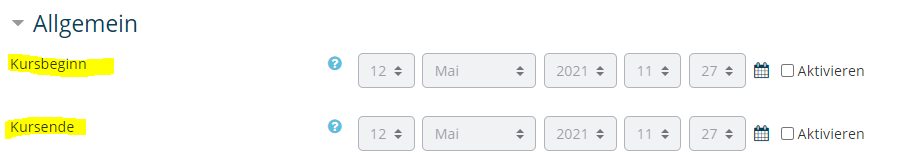 Allgemein
Kursbeginn 12 Mai 2021 11 27 Aktivieren
Kursende 12 Mai 2021 11 27 Aktivieren